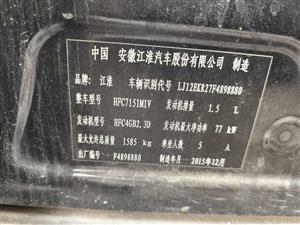 中国 安徽江淮汽车股份有限公司 制造
品牌 江淮 车辆识别代号 LJ12EKR27F4898880
整车型号 HFC7151M1V 发动机排量 1.5 L
发动机型号 HFC4GB2.3D 发动机最大净功率 77 kW
最大允许总质量 1585 kg 乘坐人数 5 人
出厂编号 F4898880 制造年月 2015年12月